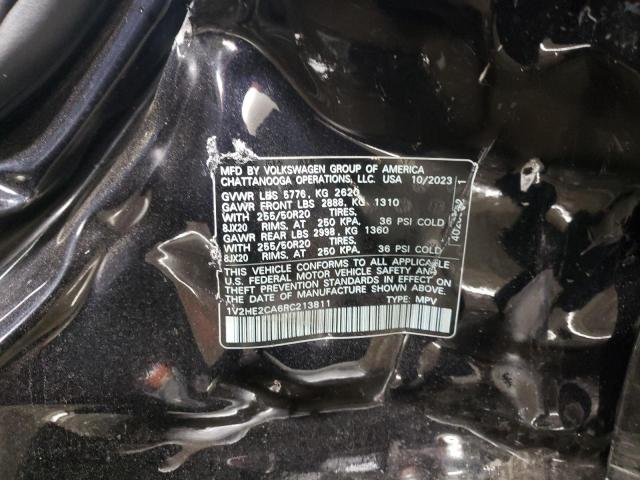 MFD BY VOLKSWAGEN GROUP OF AMERICA
CHATTANOOGA OPERATIONS, LLC. USA 10/2023
GVWR LBS 5776, KG 2620
GAWR FRONT LBS 2888, KG 1310
WITH 255/50R20 TIRES,
8JX20 RIMS, AT 250 KPA, 36 PSI COLD
GAWR REAR LBS 2998, KG 1360
WITH 255/50R20 TIRES,
8JX20 RIMS, AT 250 KPA, 36 PSI COLD
THIS VEHICLE CONFORMS TO ALL APPLICABLE
U.S. FEDERAL MOTOR VEHICLE SAFETY AND
THEFT PREVENTION STANDARDS IN EFFECT ON
THE DATE OF MANUFACTURE SHOWN ABOVE.
1V2HE2CA6RC213811 TYPE: MPV
1